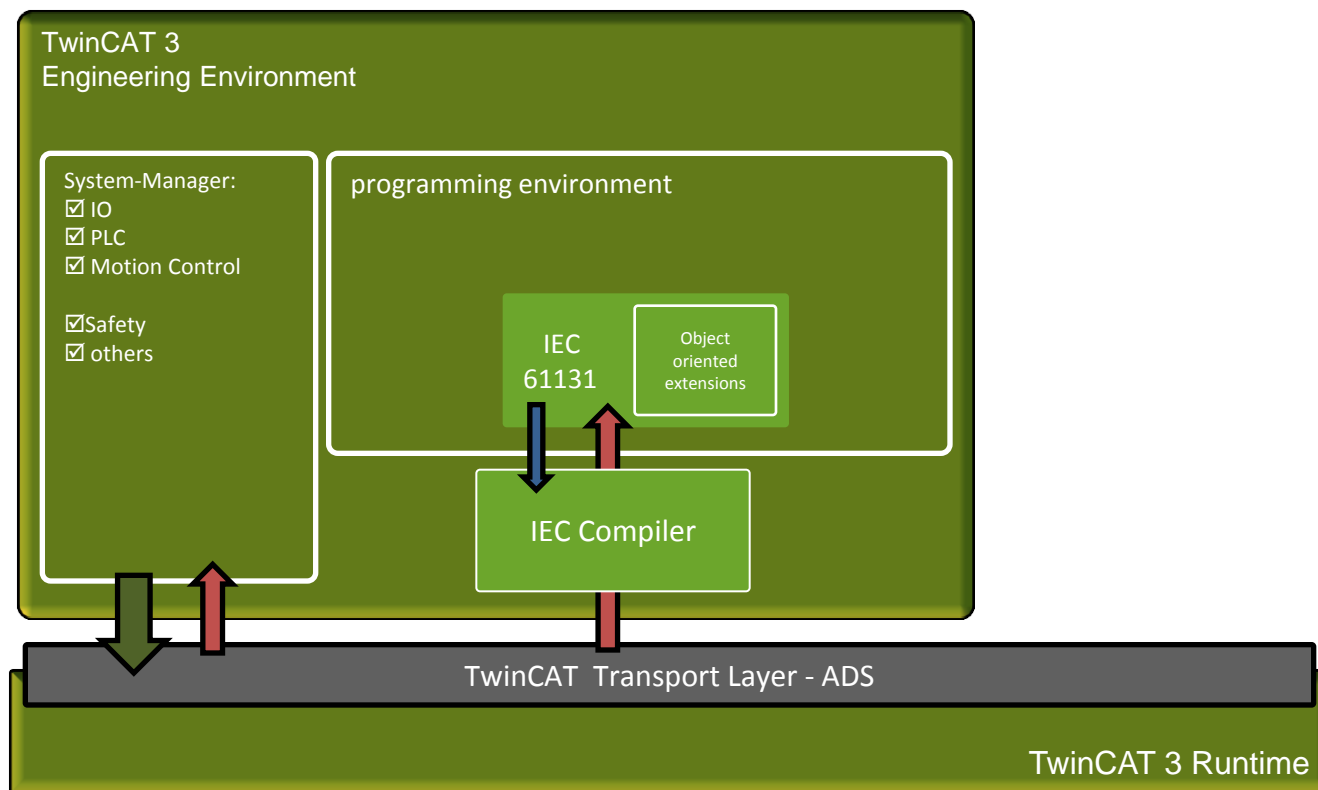 TwinCAT 3
Engineering Environment
System-Manager:
☑ IO
☑ PLC
☑ Motion Control
☑Safety
☑ others
programming environment
IEC
61131
Object
oriented
extensions
IEC Compiler
TwinCAT Transport Layer - ADS
TwinCAT 3 Runtime